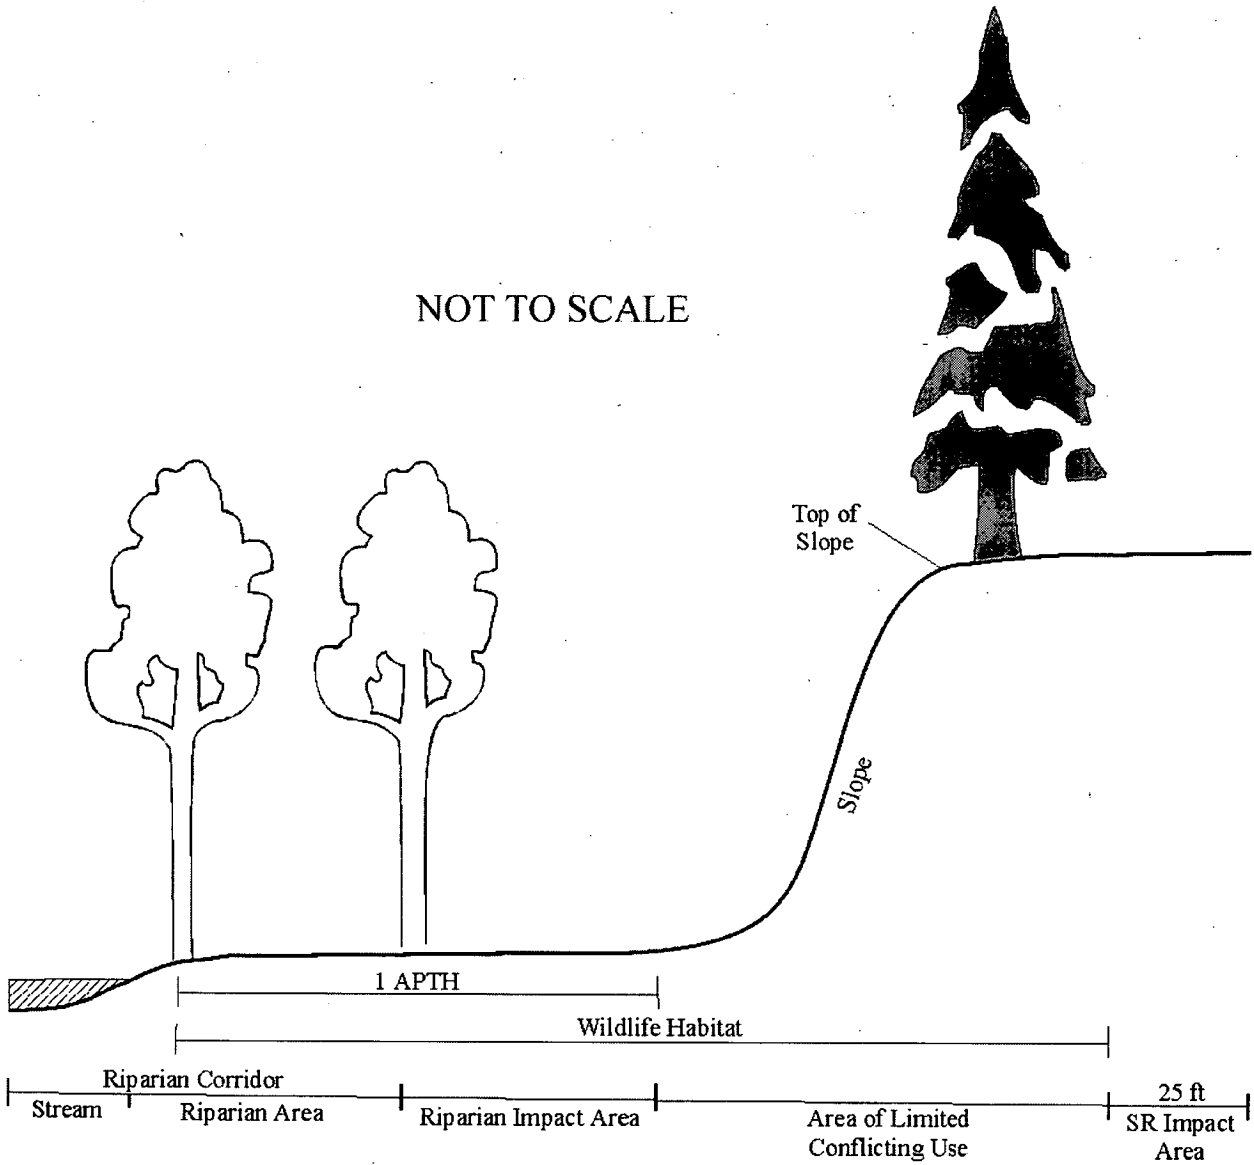 NOT TO SCALE
Top of
Slope
Slope
1 APTH
Wildlife Habitat
Riparian Corridor
Stream
Riparian Area
Riparian Impact Area
Area of Limited
Conflicting Use
25 ft
SR Impact
Area